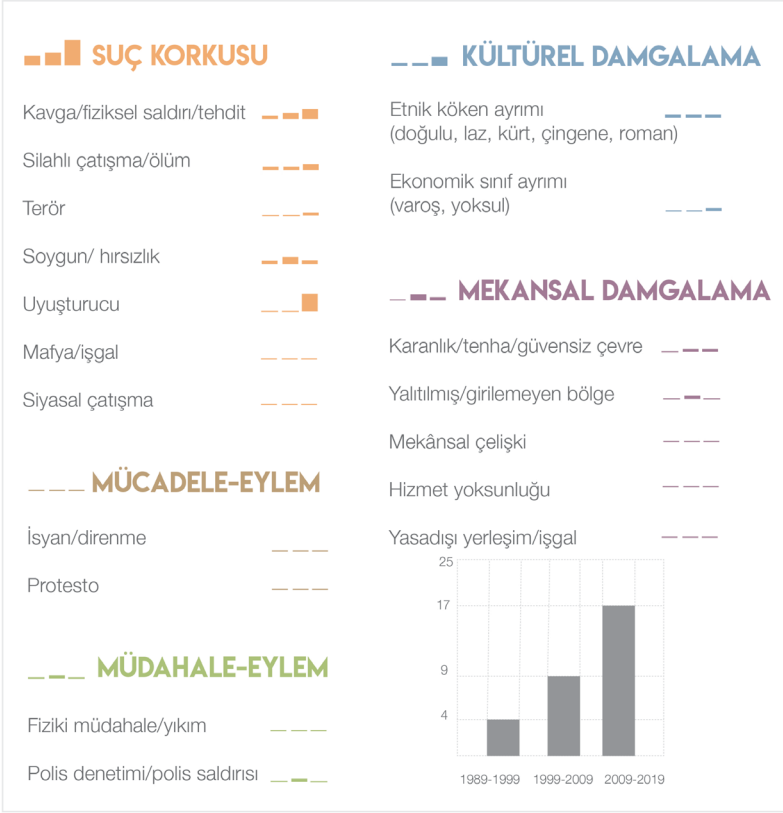 SUÇ KORKUSU
Kavga/fiziksel saldırı/tehdit
Silahlı çatışma/ölüm
Terör
Soygun/ hırsızlık
Uyuşturucu
Mafya/işgal
Siyasal çatışma
MÜCADELE-EYLEM
İsyan/direnme
Protesto
MÜDAHALE-EYLEM
Fiziki müdahale/yıkım
Polis denetimi/polis saldırısı
KÜLTÜREL DAMGALAMA
Etnik köken ayrımı
(doğulu, laz, kürt, çingene, roman)
Ekonomik sınıf ayrımı
(varoş, yoksul)
MEKANSAL DAMGALAMA
Karanlık/tenha/güvensiz çevre
Yalıtılmış/girilemeyen bölge
Mekânsal çelişki
Hizmet yoksunluğu
Yasadışı yerleşim/işgal
25
17
9
4
1989-1999 1999-2009 2009-2019